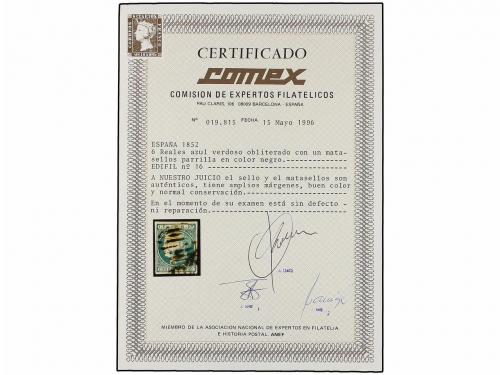 CERTIFICADO
comex
COMISION DE EXPERTOS FILATELICOS
PAU CLARIS, 106 08009 BARCELONA - ESPAÑA
Nº 019.815 FECHA 15 Mayo 1996
ESPAÑA 1852
6 Reales azul verdoso obliterado con un mata-
sellos parrilla en color negro.
EDIFIL nº 16
A NUESTRO JUICIO el sello y el matasellos son
auténticos, tiene amplios márgenes, buen color
y normal conservación.
En el momento de su examen está sin defecto -
ni reparación.
MIEMBRO DE LA ASOCIACION NACIONAL DE EXPERTOS EN FILATELIA
E HISTORIA POSTAL. ANEF